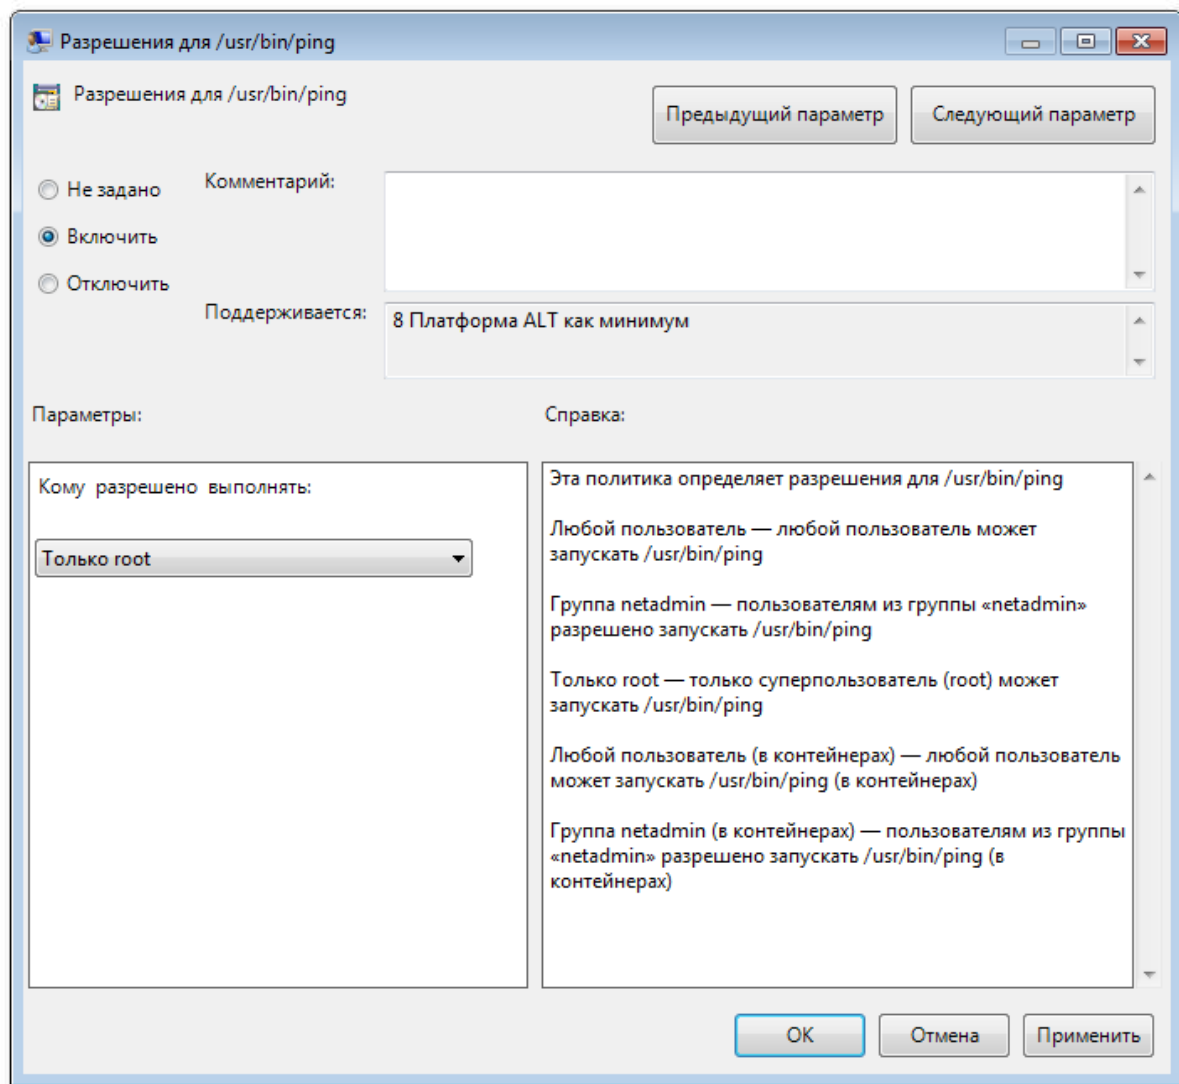 Разрешения для /usr/bin/ping
Разрешения для /usr/bin/ping
Предыдущий параметр
Следующий параметр
Не задано
Комментарий:
Включить
Отключить
Поддерживается:
8 Платформа ALT как минимум
Параметры:
Справка:
Кому разрешено выполнять:
Только root
Эта политика определяет разрешения для /usr/bin/ping
Любой пользователь — любой пользователь может
запускать /usr/bin/ping
Группа netadmin — пользователям из группы «netadmin»
разрешено запускать /usr/bin/ping
Только root — только суперпользователь (root) может
запускать /usr/bin/ping
Любой пользователь (в контейнерах) — любой пользователь
может запускать /usr/bin/ping (в контейнерах)
Группа netadmin (в контейнерах) — пользователям из группы
«netadmin» разрешено запускать /usr/bin/ping (в
контейнерах)
ОК
Отмена
Применить